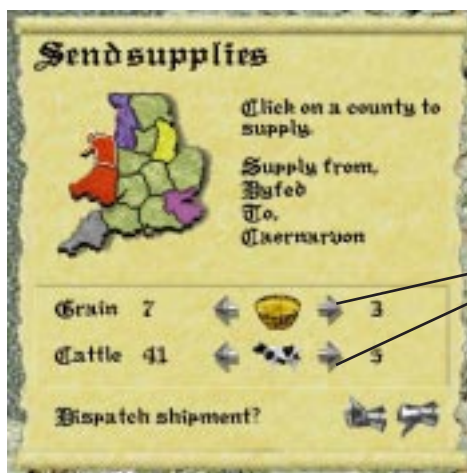 Send supplies
Click on a county to
supply.
Supply from,
Dyfed
To,
Caernarvon
Grain 7 3
Cattle 41 5
Dispatch shipment?